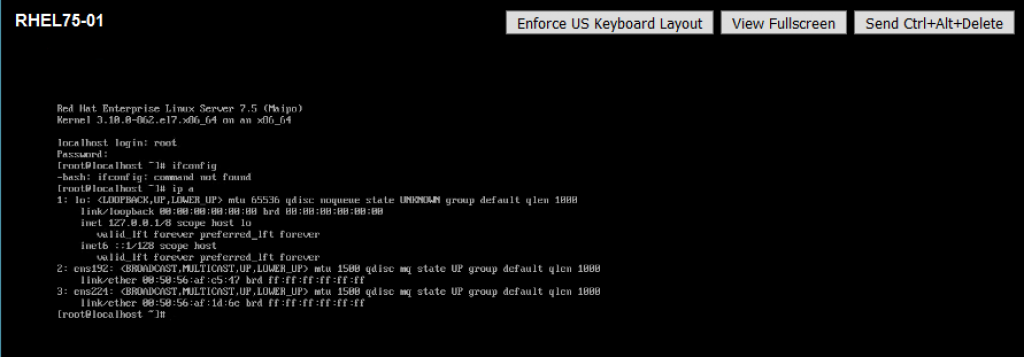 RHEL75-01
Enforce US Keyboard Layout
View Fullscreen
Send Ctrl+Alt+Delete
Red Hat Enterprise Linux Server 7.5 (Maipo)
Kernel 3.10.0-862.el7.x86_64 on an x86_64
localhost login: root
Password:
[root@localhost ~]# ifconfig
-bash: ifconfig: command not found
[root@localhost ~]# ip a
1: lo: <LOOPBACK,UP,LOWER_UP> mtu 65536 qdisc noqueue state UNKNOWN group default qlen 1000
link/loopback 00:00:00:00:00:00 brd 00:00:00:00:00:00
inet 127.0.0.1/8 scope host lo
valid_lft forever preferred_lft forever
inet6 ::1/128 scope host
valid_lft forever preferred_lft forever
2: ens192: <BROADCAST,MULTICAST,UP,LOWER_UP> mtu 1500 qdisc mq state UP group default qlen 1000
link/ether 00:50:56:af:c5:47 brd ff:ff:ff:ff:ff:ff
3: ens224: <BROADCAST,MULTICAST,UP,LOWER_UP> mtu 1500 qdisc mq state UP group default qlen 1000
link/ether 00:50:56:af:1d:6e brd ff:ff:ff:ff:ff:ff
[root@localhost ~]#